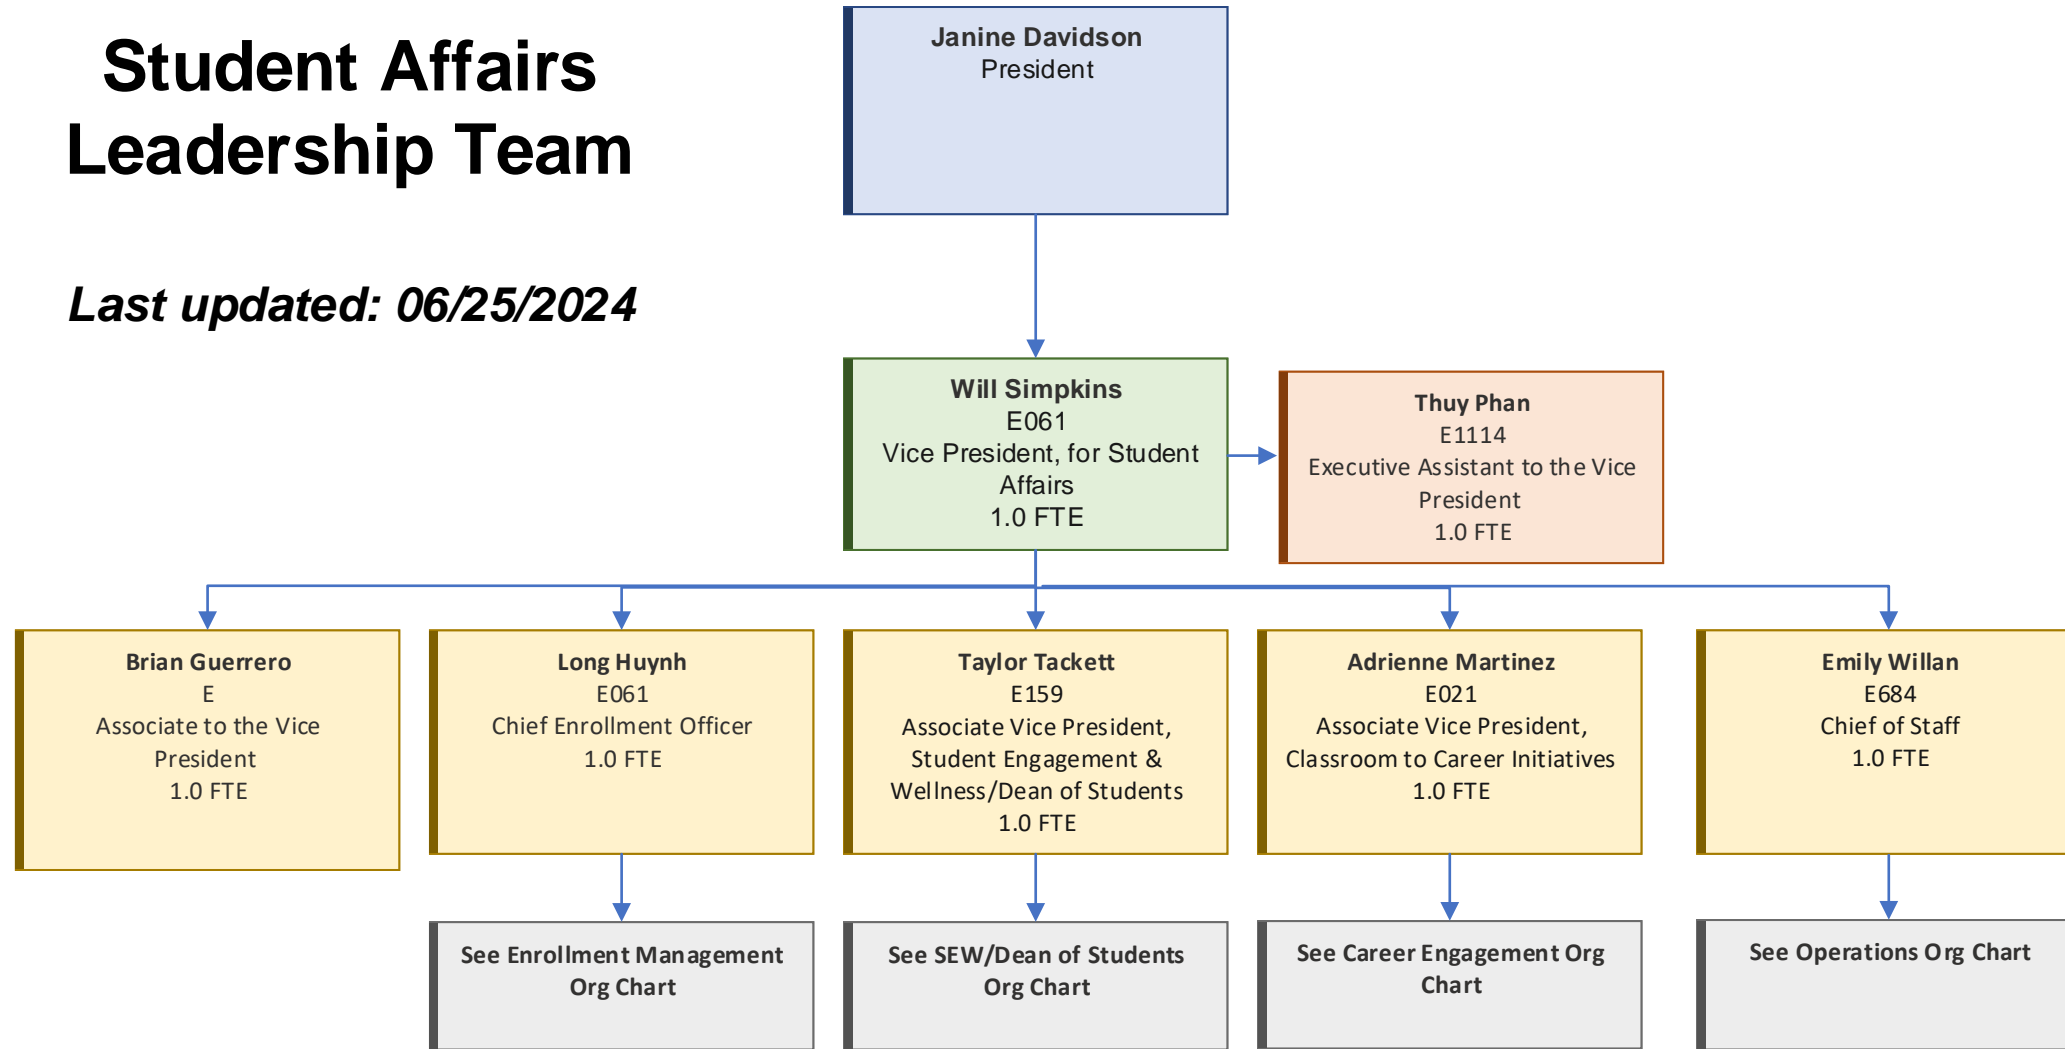 Student Affairs
Leadership Team
Last updated: 06/25/2024
Janine Davidson
President
Will Simpkins
E061
Vice President, for Student
Affairs
1.0 FTE
Thuy Phan
E1114
Executive Assistant to the Vice
President
1.0 FTE
Brian Guerrero
E
Associate to the Vice
President
1.0 FTE
Long Huynh
E061
Chief Enrollment Officer
1.0 FTE
Taylor Tackett
E159
Associate Vice President,
Student Engagement &
Wellness/Dean of Students
1.0 FTE
Adrienne Martinez
E021
Associate Vice President,
Classroom to Career Initiatives
1.0 FTE
Emily Willan
E684
Chief of Staff
1.0 FTE
See Enrollment Management
Org Chart
See SEW/Dean of Students
Org Chart
See Career Engagement Org
Chart
See Operations Org Chart